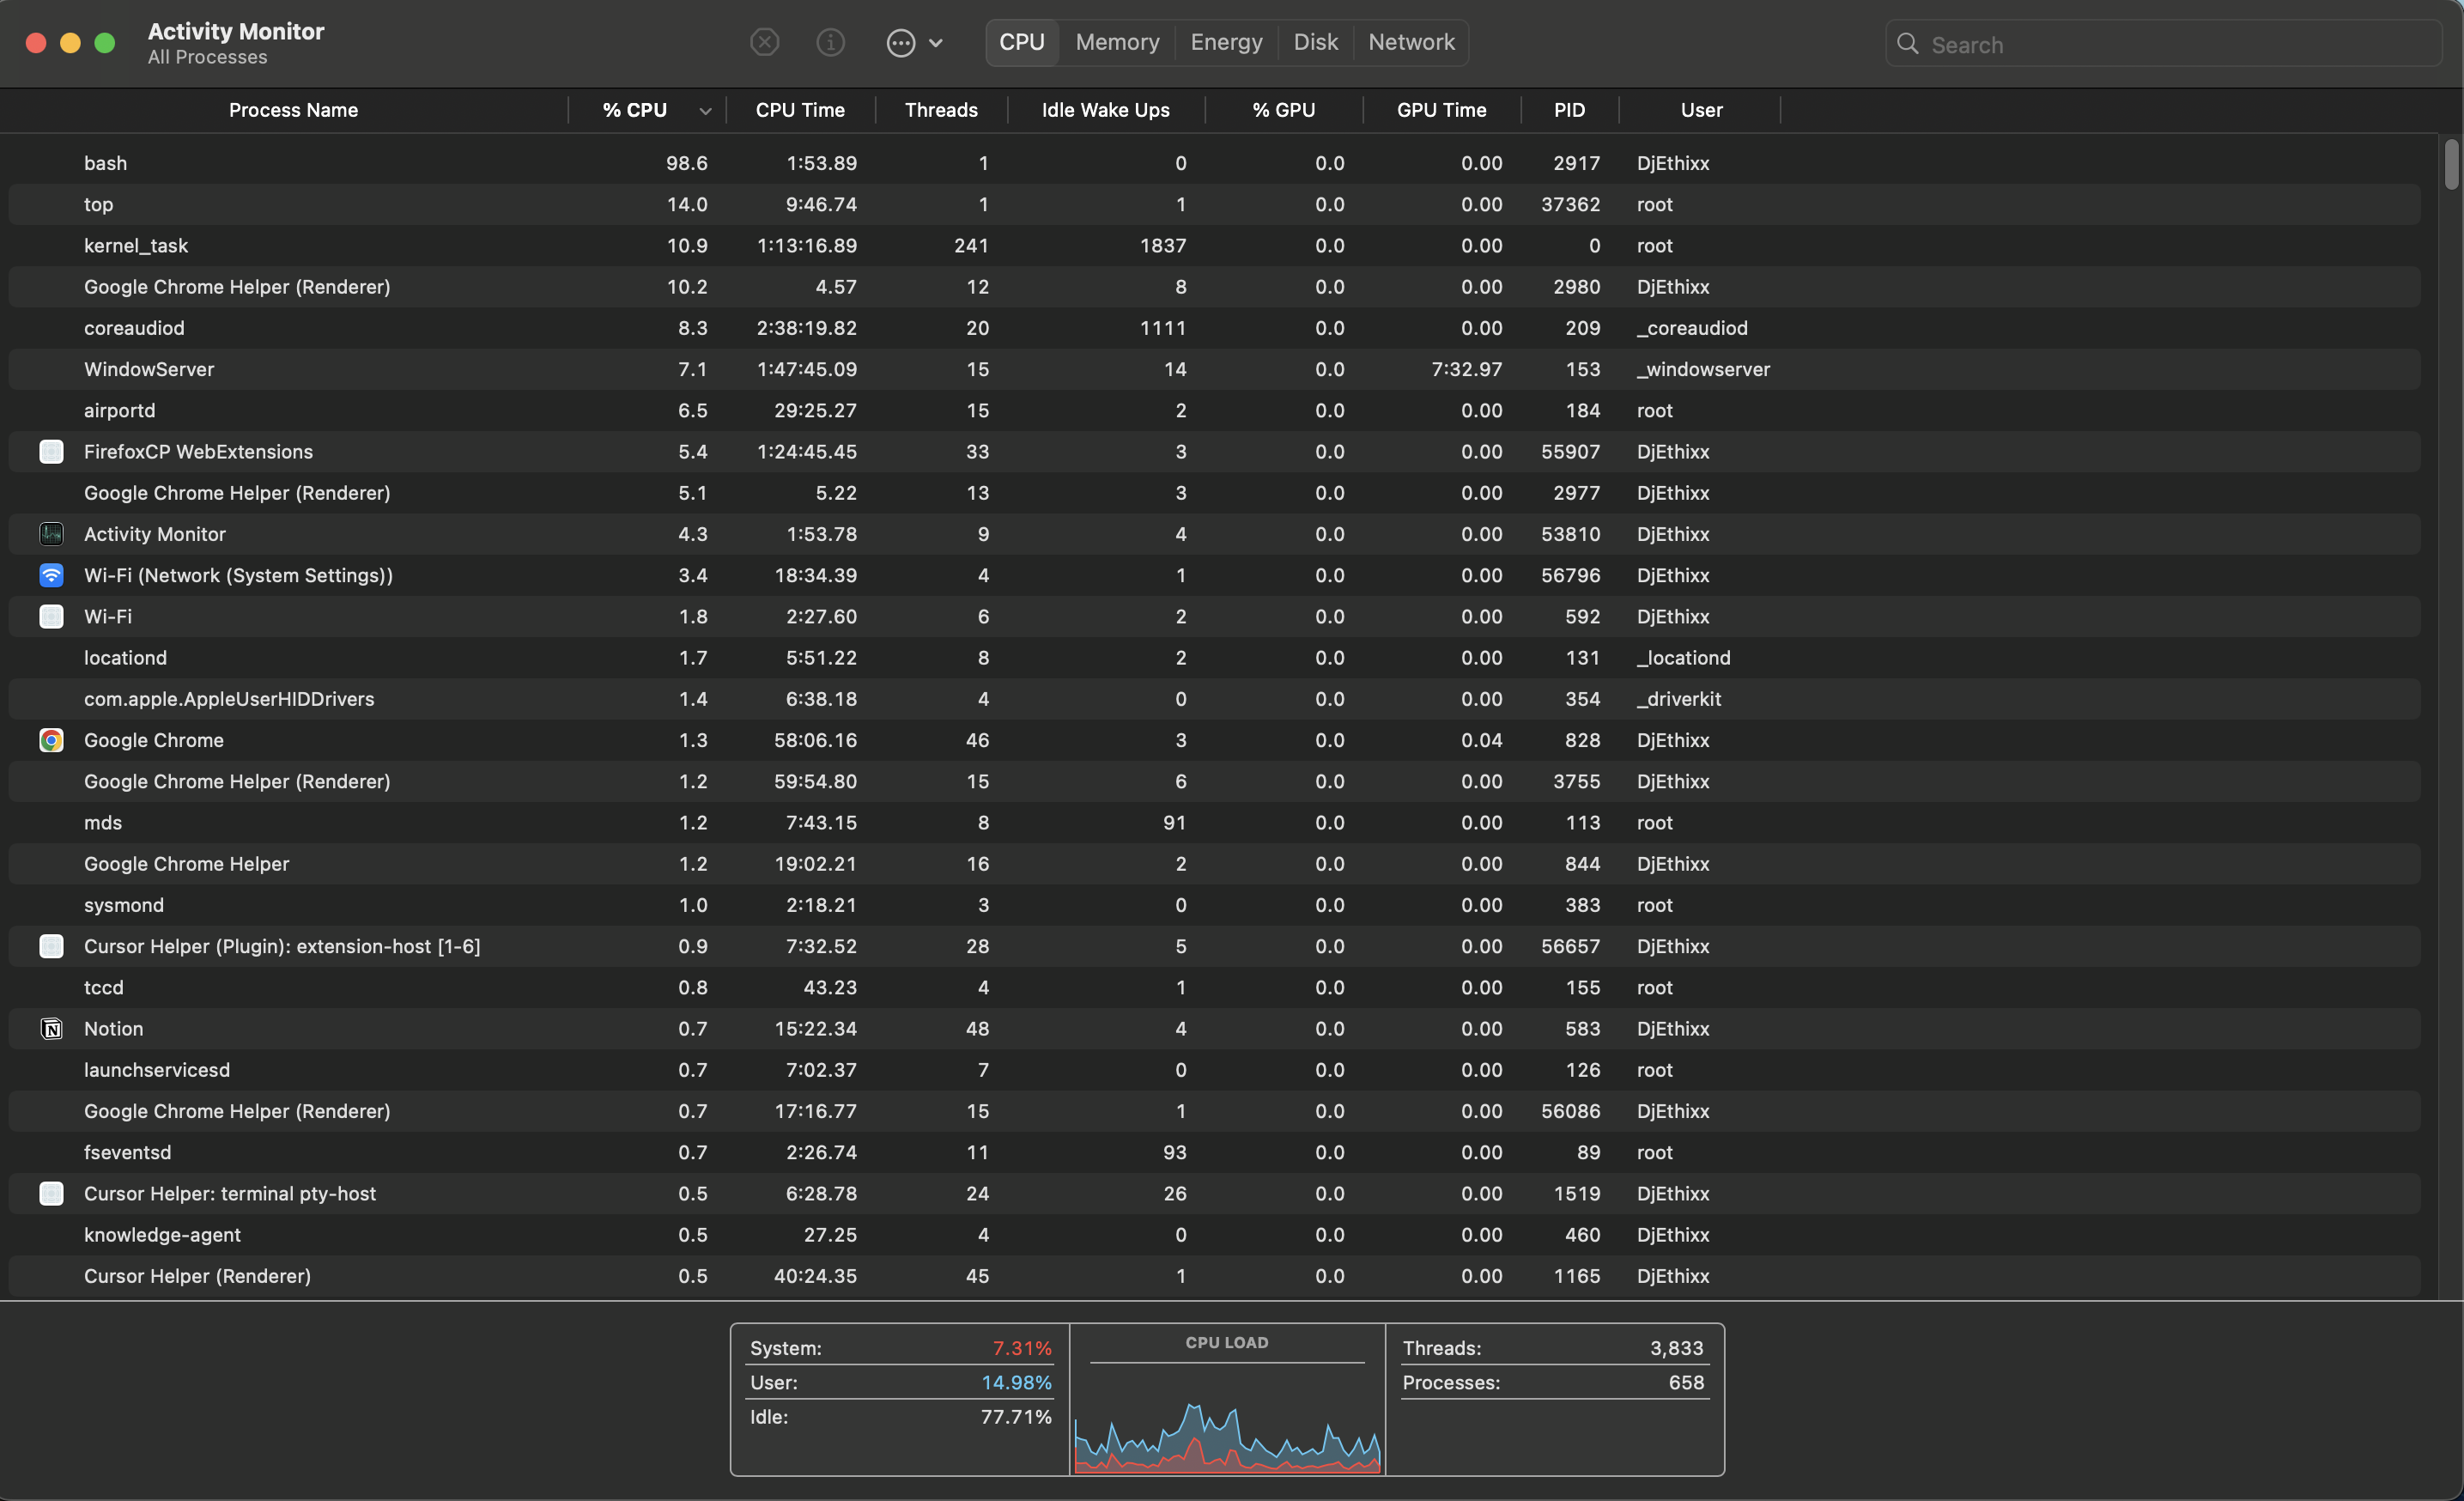 Activity Monitor
All Processes
CPU Memory Energy Disk Network
Search
Process Name % CPU CPU Time Threads Idle Wake Ups % GPU GPU Time PID User
bash 98.6 1:53.89 1 0 0.0 0.00 2917 DjEthixx
top 14.0 9:46.74 1 1 0.0 0.00 37362 root
kernel_task 10.9 1:13:16.89 241 1837 0.0 0.00 0 root
Google Chrome Helper (Renderer) 10.2 4.57 12 8 0.0 0.00 2980 DjEthixx
coreaudiod 8.3 2:38:19.82 20 1111 0.0 0.00 209 _coreaudiod
WindowServer 7.1 1:47:45.09 15 14 0.0 7:32.97 153 _windowserver
airportd 6.5 29:25.27 15 2 0.0 0.00 184 root
FirefoxCP WebExtensions 5.4 1:24:45.45 33 3 0.0 0.00 55907 DjEthixx
Google Chrome Helper (Renderer) 5.1 5.22 13 3 0.0 0.00 2977 DjEthixx
Activity Monitor 4.3 1:53.78 9 4 0.0 0.00 53810 DjEthixx
Wi-Fi (Network (System Settings)) 3.4 18:34.39 4 1 0.0 0.00 56796 DjEthixx
Wi-Fi 1.8 2:27.60 6 2 0.0 0.00 592 DjEthixx
locationd 1.7 5:51.22 8 2 0.0 0.00 131 _locationd
com.apple.AppleUserHIDDrivers 1.4 6:38.18 4 0 0.0 0.00 354 _driverkit
Google Chrome 1.3 58:06.16 46 3 0.0 0.04 828 DjEthixx
Google Chrome Helper (Renderer) 1.2 59:54.80 15 6 0.0 0.00 3755 DjEthixx
mds 1.2 7:43.15 8 91 0.0 0.00 113 root
Google Chrome Helper 1.2 19:02.21 16 2 0.0 0.00 844 DjEthixx
sysmond 1.0 2:18.21 3 0 0.0 0.00 383 root
Cursor Helper (Plugin): extension-host [1-6] 0.9 7:32.52 28 5 0.0 0.00 56657 DjEthixx
tccd 0.8 43.23 4 1 0.0 0.00 155 root
Notion 0.7 15:22.34 48 4 0.0 0.00 583 DjEthixx
launchservicesd 0.7 7:02.37 7 0 0.0 0.00 126 root
Google Chrome Helper (Renderer) 0.7 17:16.77 15 1 0.0 0.00 56086 DjEthixx
fseventsd 0.7 2:26.74 11 93 0.0 0.00 89 root
Cursor Helper: terminal pty-host 0.5 6:28.78 24 26 0.0 0.00 1519 DjEthixx
knowledge-agent 0.5 27.25 4 0 0.0 0.00 460 DjEthixx
Cursor Helper (Renderer) 0.5 40:24.35 45 1 0.0 0.00 1165 DjEthixx
System: 7.31%
User: 14.98%
Idle: 77.71%
CPU LOAD
Threads: 3,833
Processes: 658